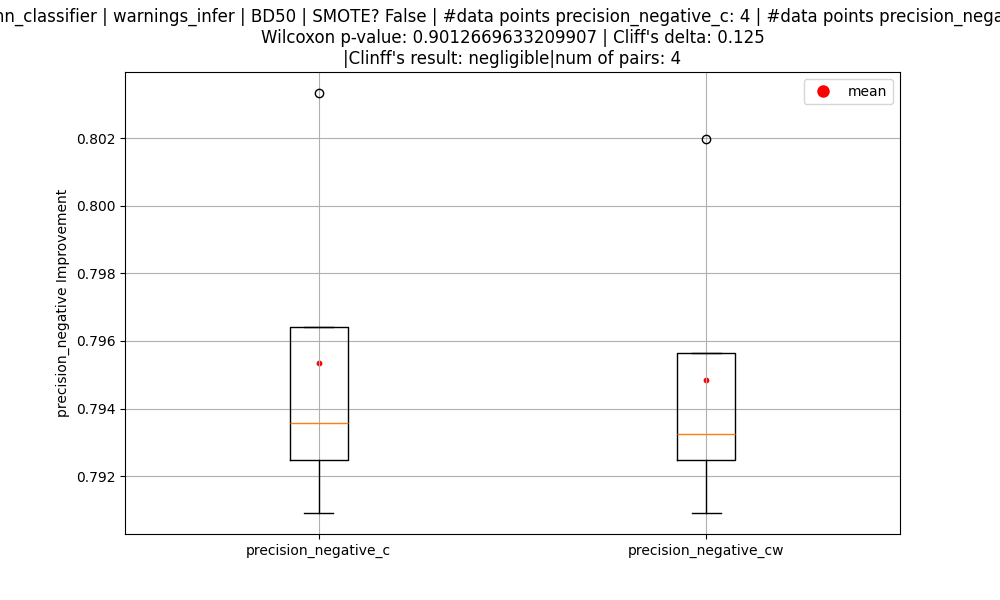 | warnings_infer | BD50 | SMOTE? False | #data points precision_negative_c: 4 | #data points
Wilcoxon p-value: 0.9012669633209907 | Cliff's delta: 0.125
|Clinff's result: negligible|num of pairs: 4
mean
0.802
0.800
0.798
0.796
0.794
0.792
precision_negative Improvement
precision_negative_c
precision_negative_cw